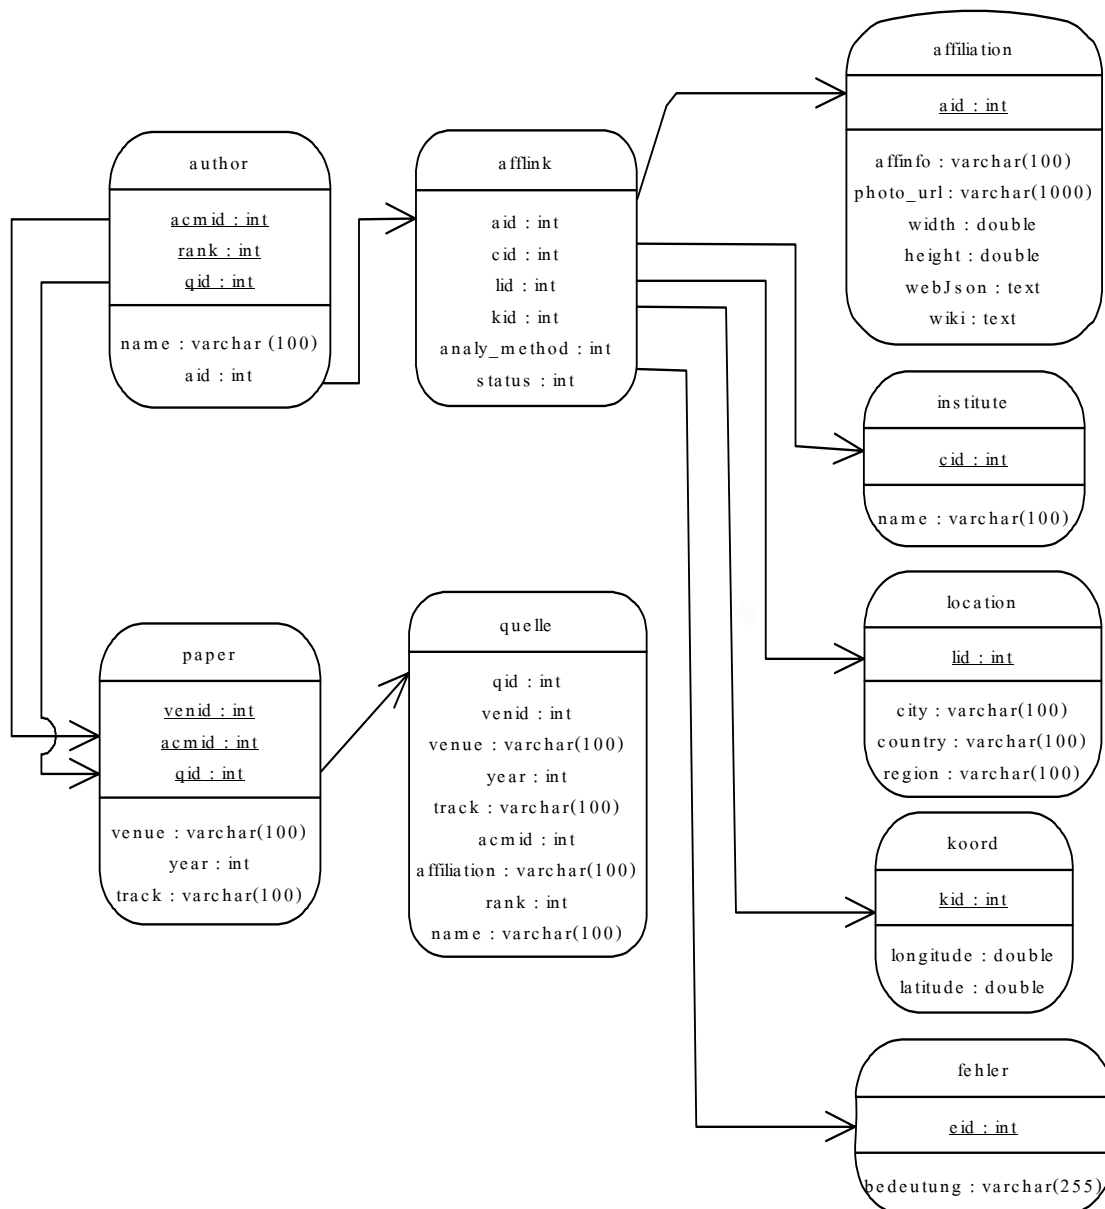 affiliation
aid : int
affinfo : varchar(100)
photo_url : varchar(1000)
width : double
height : double
webJson : text
wiki : text
author
acmid : int
rank : int
qid : int
name : varchar (100)
aid : int
afflink
aid : int
cid : int
lid : int
kid : int
analy_method : int
status : int
institute
cid : int
name : varchar(100)
location
lid : int
city : varchar(100)
country : varchar(100)
region : varchar(100)
paper
venid : int
acmid : int
qid : int
venue : varchar(100)
year : int
track : varchar(100)
quelle
qid : int
venid : int
venue : varchar(100)
year : int
track : varchar(100)
acmid : int
affiliation : varchar(100)
rank : int
name : varchar(100)
koord
kid : int
longitude : double
latitude : double
fehler
eid : int
bedeutung : varchar(255)